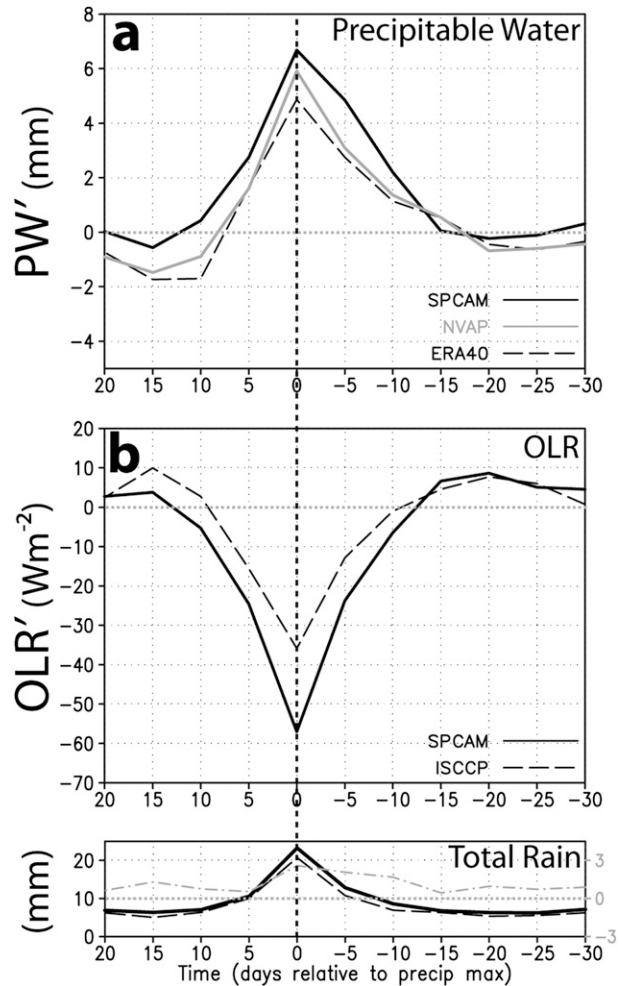 a
Precipitable Water
PW′ (mm)
8
6
4
2
0
−2
−4
SPCAM
NVAP
ERA40
20 15 10 5 0 −5 −10 −15 −20 −25 −30
b
OLR
OLR′ (Wm⁻²)
20
10
0
−10
−20
−30
−40
−50
−60
−70
SPCAM
ISCCP
20 15 10 5 0 −5 −10 −15 −20 −25 −30
Total Rain
(mm)
20
10
0
3
0
−3
20 15 10 5 0 −5 −10 −15 −20 −25 −30
Time (days relative to precip max)